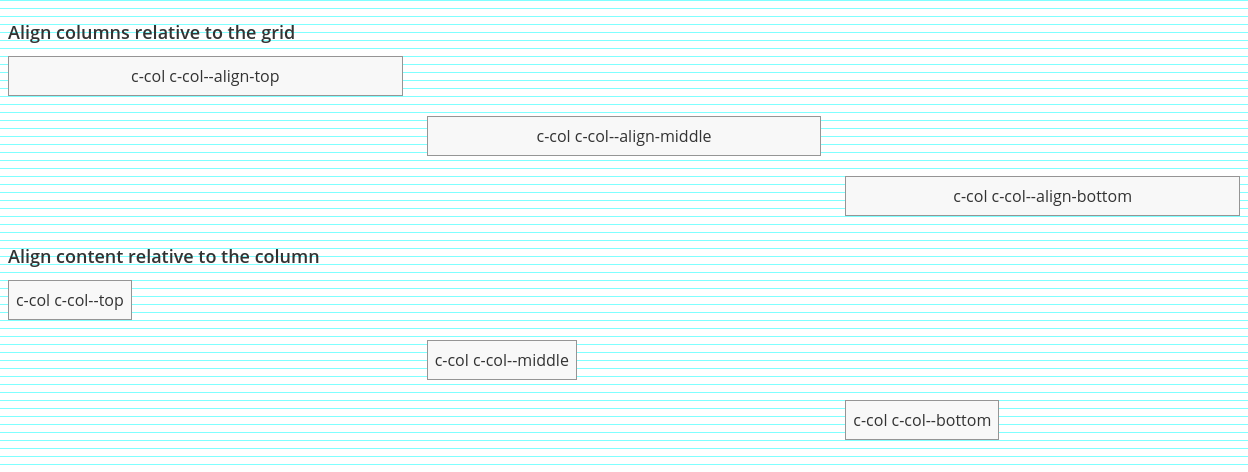 Align columns relative to the grid
c-col c-col--align-top
c-col c-col--align-middle
c-col c-col--align-bottom
Align content relative to the column
c-col c-col--top
c-col c-col--middle
c-col c-col--bottom